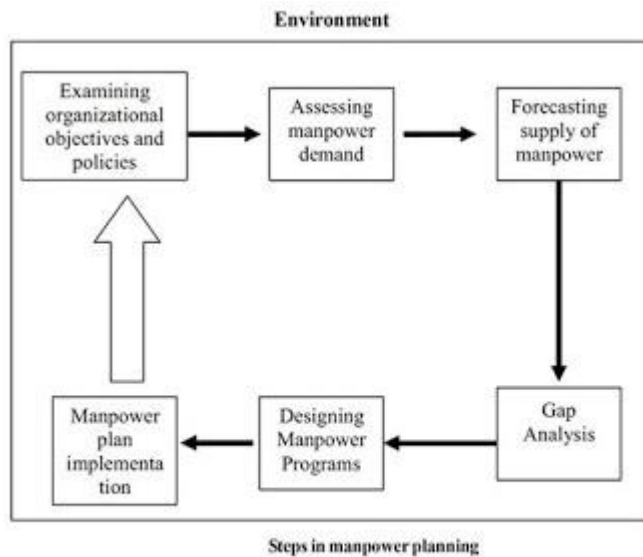 Environment
Examining
organizational
objectives and
policies
Assessing
manpower
demand
Forecasting
supply of
manpower
Gap
Analysis
Designing
Manpower
Programs
Manpower
plan
implementa
tion
Steps in manpower planning